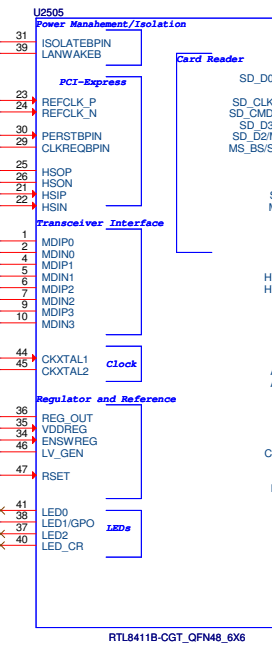 U2505
Power Manahement/Isolation
31 ISOLATEBPIN
39 LANWAKEB
Card Reader
PCI-Express
SD_D0
23 REFCLK_P
SD_CLK
24 REFCLK_N
SD_CMD
SD_D3
30 PERSTBPIN
SD_D2/
29 CLKREQBPIN
MS_BS/S
25 HSOP
26 HSON
21 HSIP
22 HSIN
Transceiver Interface
1 MDIP0
2 MDIN0
4 MDIP1
5 MDIN1
6 MDIP2
7 MDIN2
9 MDIP3
10 MDIN3
44 CKXTAL1
Clock
45 CKXTAL2
Regulator and Reference
36 REG_OUT
35 VDDREG
34 ENSWREG
46 LV_GEN
47 RSET
41 LED0
38 LED1/GPO
LEDs
37 LED2
40 LED_CR
RTL8411B-CGT_QFN48_6X6